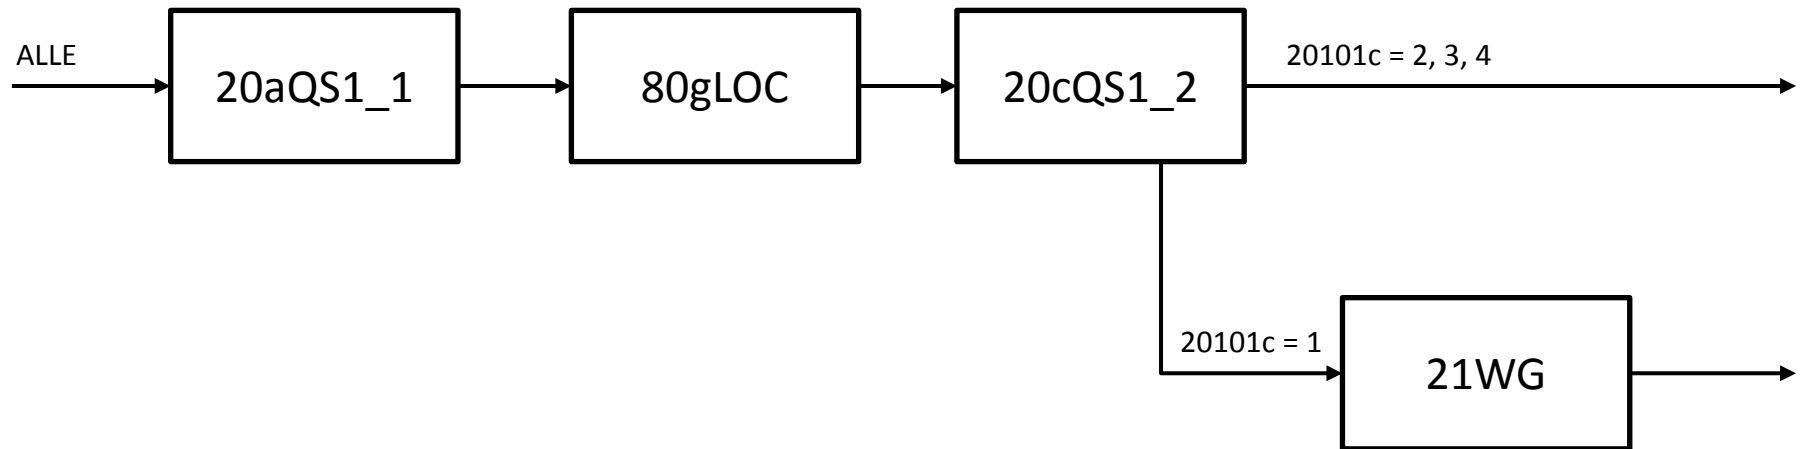 ALLE
20aQS1_1
80gLOC
20cQS1_2
20101c = 2, 3, 4
20101c = 1
21WG